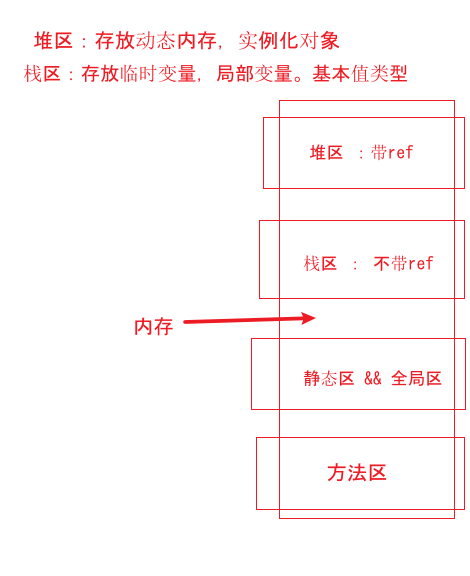 堆区：存放动态内存，实例化对象
栈区：存放临时变量，局部变量。基本值类型
堆区 ：带ref
栈区 ： 不带ref
内存
静态区 && 全局区
方法区